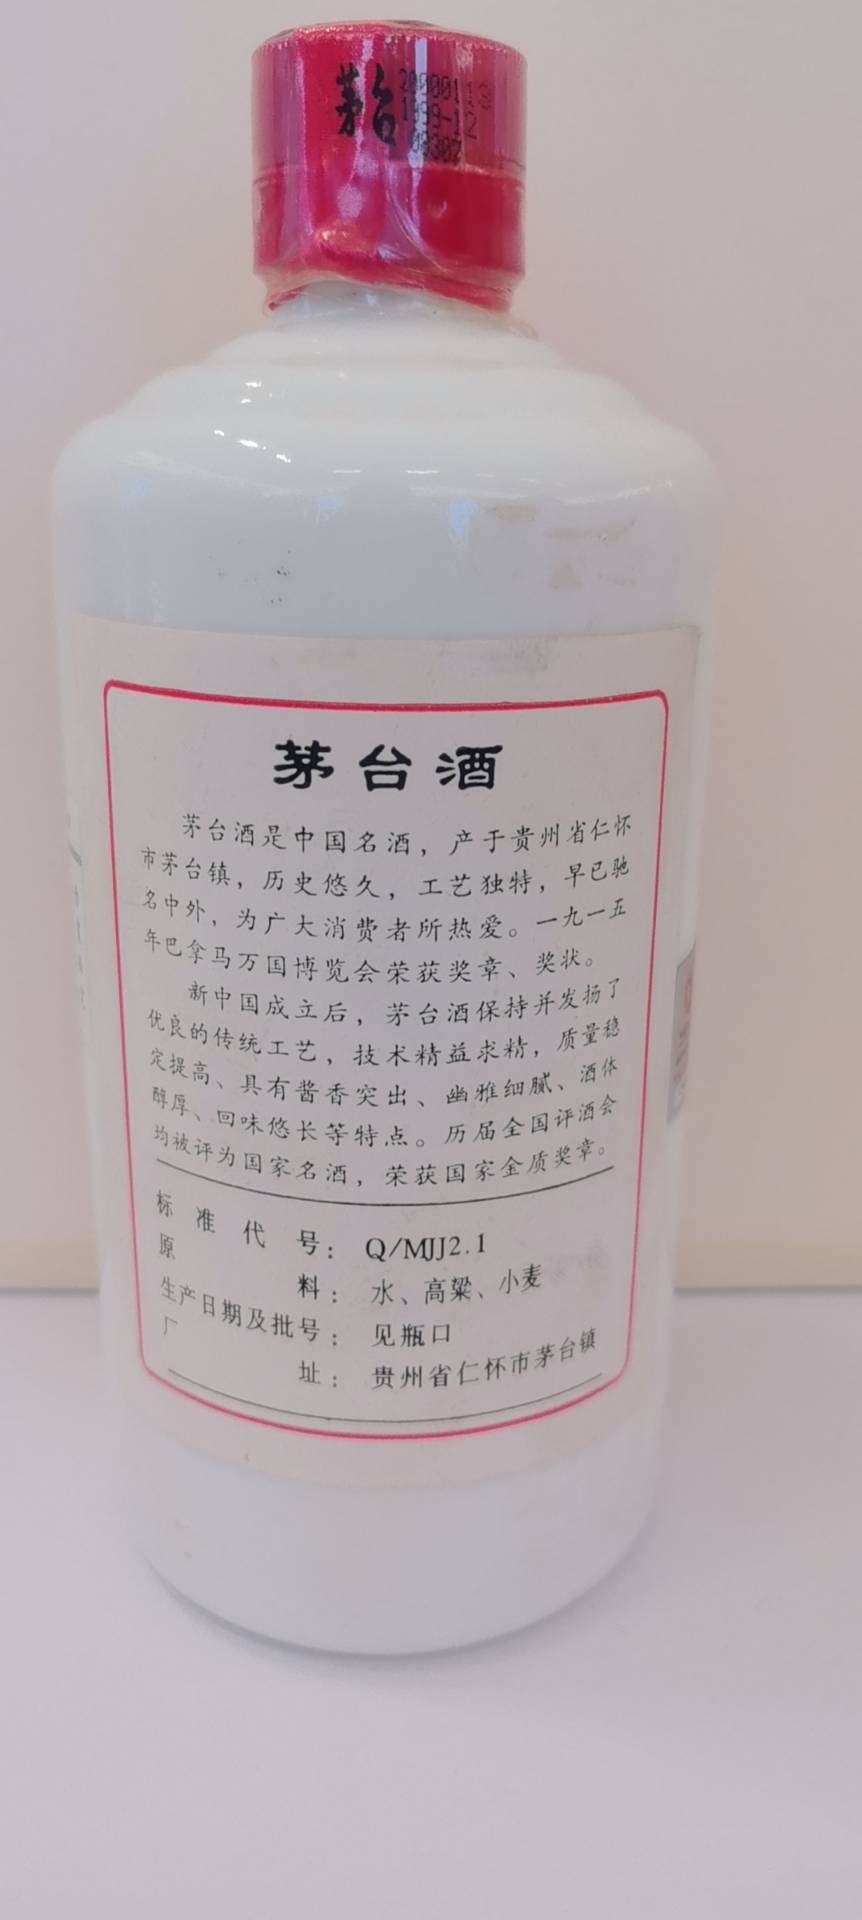 茅台
20000118
1999-12
09302
茅台酒
茅台酒是中国名酒，产于贵州省仁怀
市茅台镇，历史悠久，工艺独特，早已驰
名中外，为广大消费者所热爱。一九一五
年巴拿马万国博览会荣获奖章、奖状。
新中国成立后，茅台酒保持并发扬了
优良的传统工艺，技术精益求精，质量稳
定提高、具有酱香突出、幽雅细腻、酒体
醇厚、回味悠长等特点。历届全国评酒会
均被评为国家名酒，荣获国家金质奖章。
标准代号：Q/MJJ2.1
原料：水、高粱、小麦
生产日期及批号：见瓶口
厂址：贵州省仁怀市茅台镇